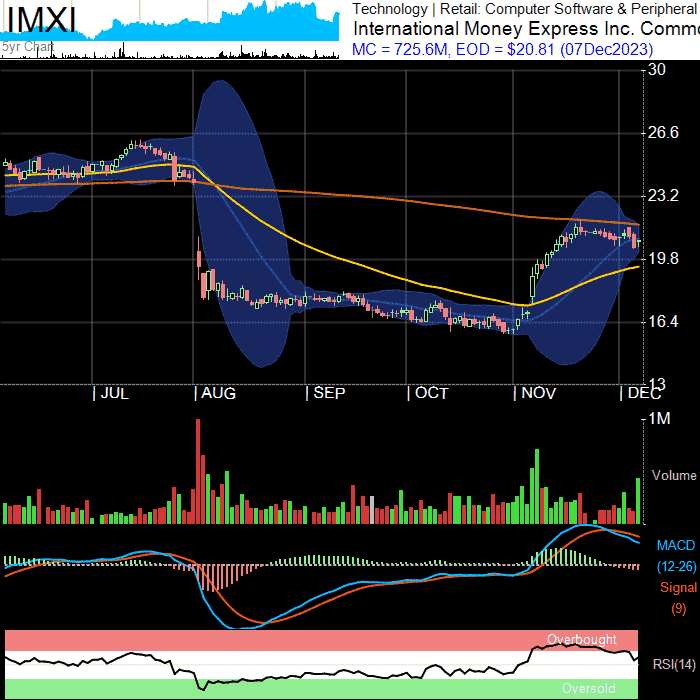 IMXI
5yr Chart
Technology | Retail: Computer Software & Peripheral
International Money Express Inc. Commo
MC = 725.6M, EOD = $20.81 (07Dec2023)
30
26.6
23.2
19.8
16.4
13
JUL
AUG
SEP
OCT
NOV
DEC
1M
Volume
MACD
(12-26)
Signal
(9)
Overbought
RSI(14)
Oversold